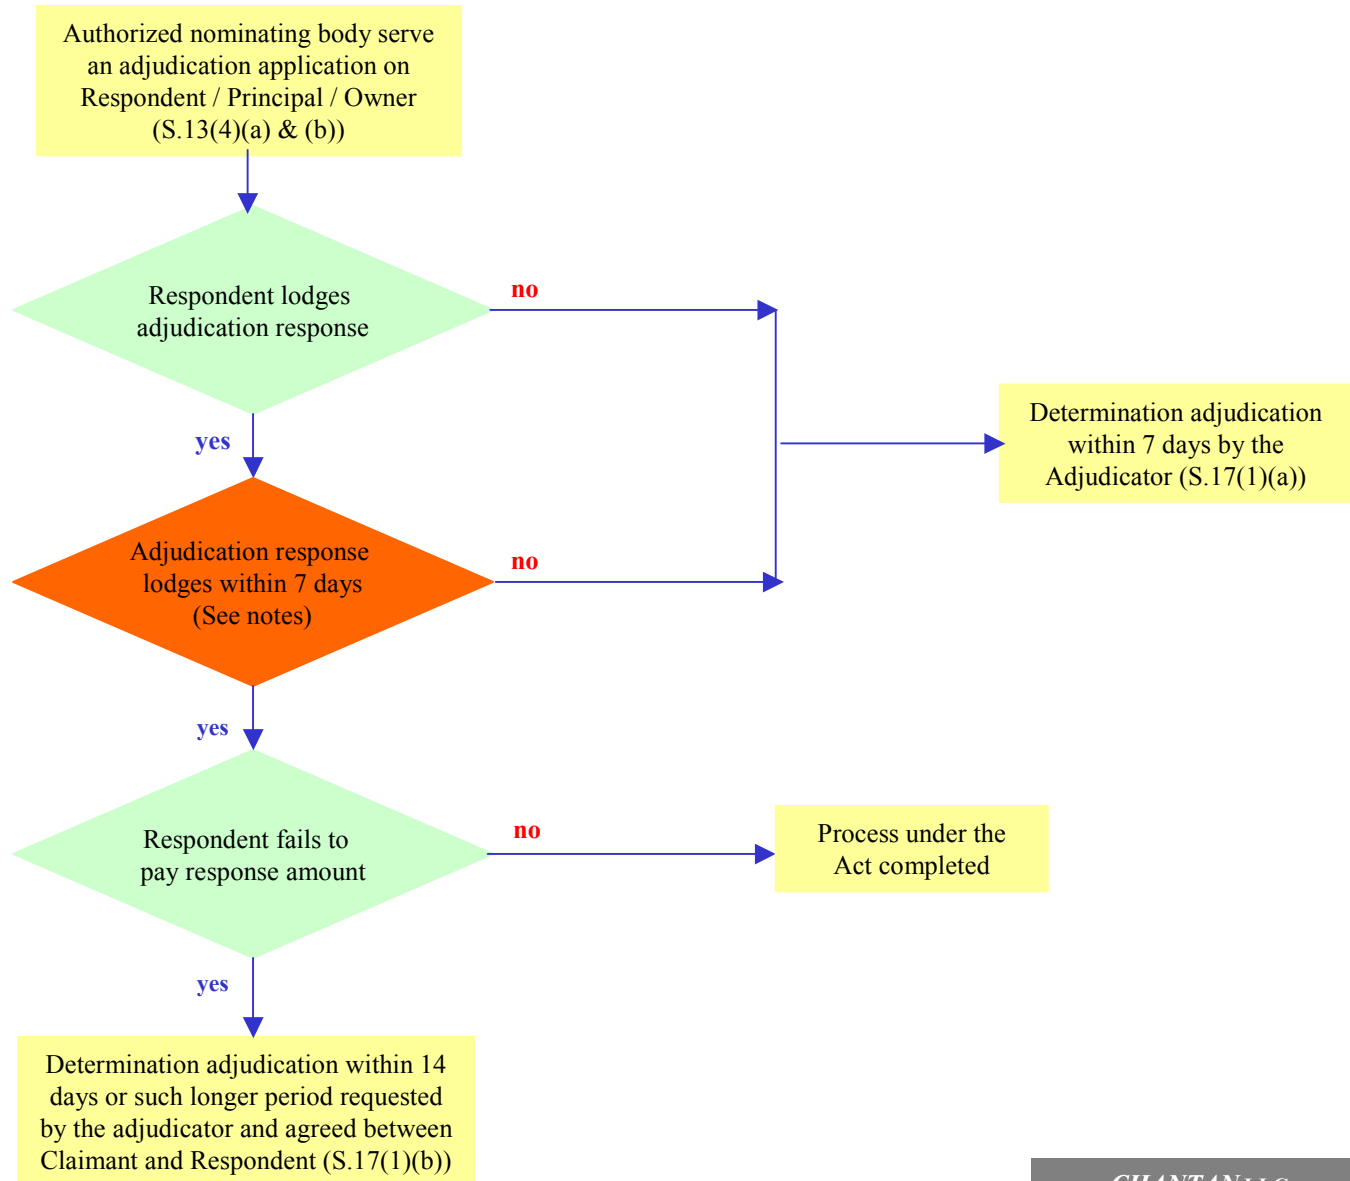 Authorized nominating body serve
an adjudication application on
Respondent / Principal / Owner
(S.13(4)(a) & (b))
Respondent lodges
adjudication response
no
yes
Determination adjudication
within 7 days by the
Adjudicator (S.17(1)(a))
Adjudication response
lodges within 7 days
(See notes)
no
yes
Respondent fails to
pay response amount
no
Process under the
Act completed
yes
Determination adjudication within 14
days or such longer period requested
by the adjudicator and agreed between
Claimant and Respondent (S.17(1)(b))
CHANTAN LLC